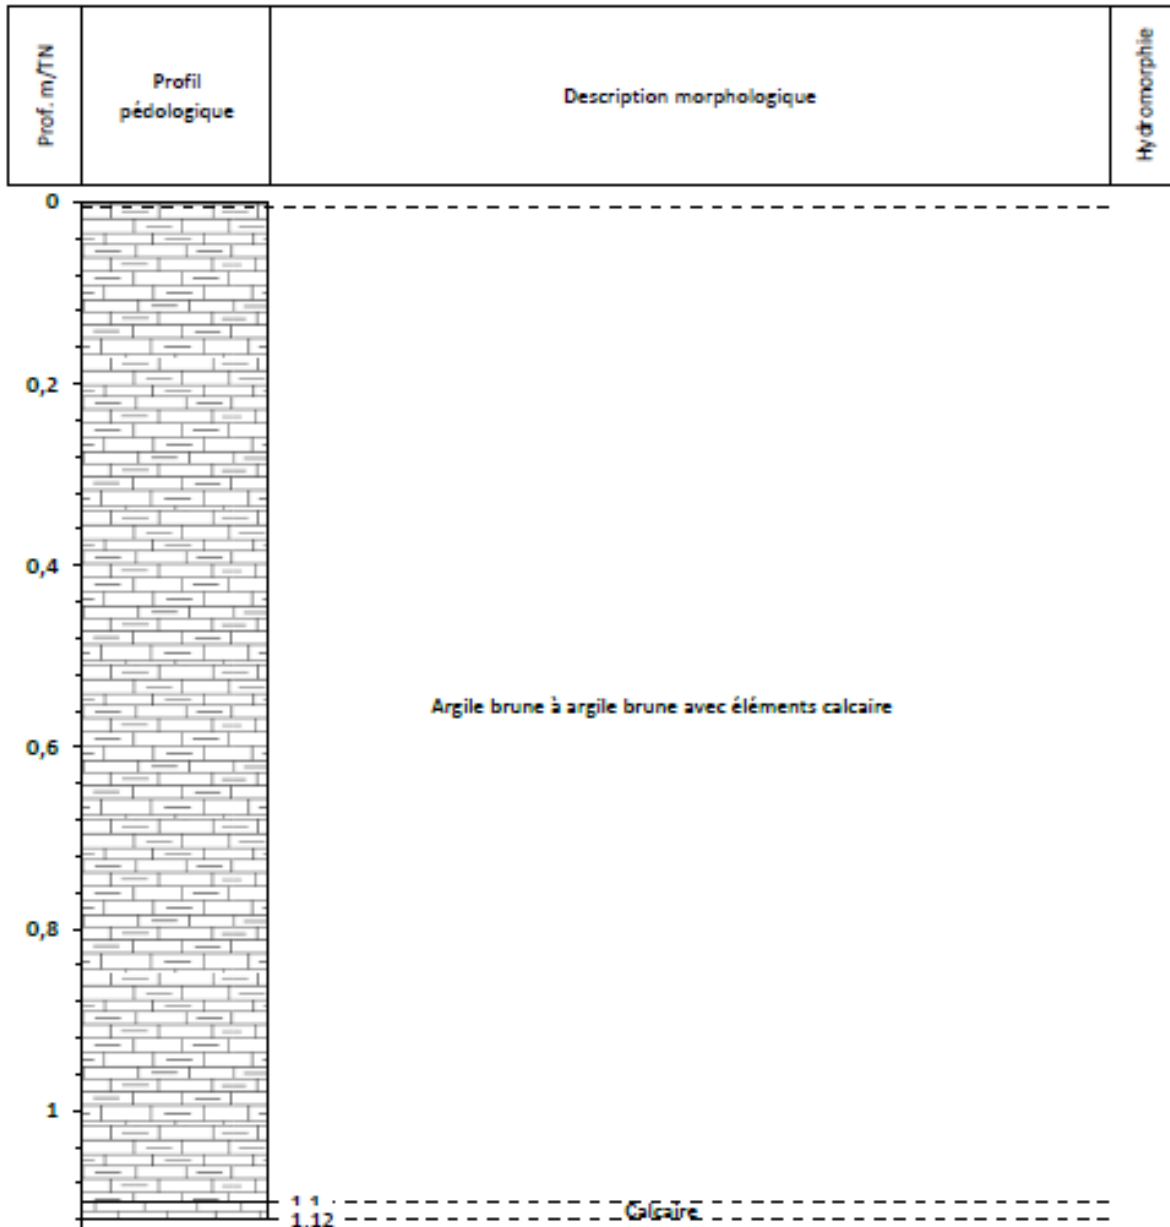 Prof. m/TN
Profil
pédologique
Description morphologique
Hydromorphie
0
0,2
0,4
Argile brune à argile brune avec éléments calcaire
0,6
0,8
1
1.1
Calcaire
1.12